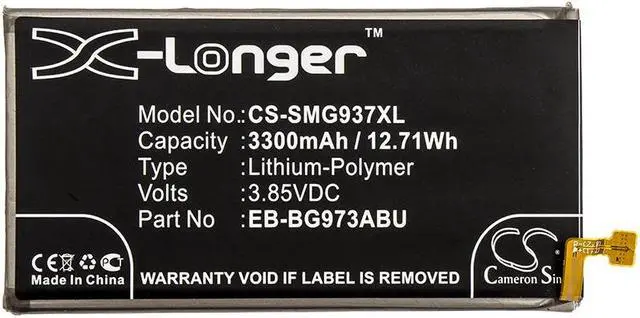 X-Longer™
Model No.:CS-SMG937XL
Capacity :3300mAh / 12.71Wh
Type :Lithium-Polymer
Volts :3.85VDC
Part No :EB-BG973ABU
CS
CE
Made In China
WARRANTY VOID IF LABEL IS REMOVED
Cameron Sin